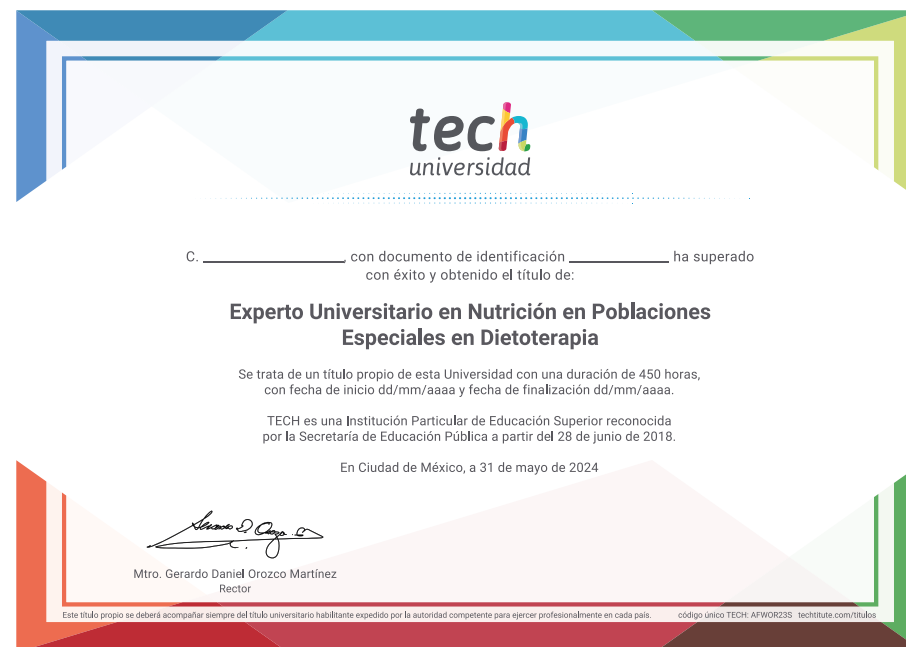 tech
universidad
C. ____________________, con documento de identificación ______________ ha superado
con éxito y obtenido el título de:
Experto Universitario en Nutrición en Poblaciones
Especiales en Dietoterapia
Se trata de un título propio de esta Universidad con una duración de 450 horas,
con fecha de inicio dd/mm/aaaa y fecha de finalización dd/mm/aaaa.
TECH es una Institución Particular de Educación Superior reconocida
por la Secretaría de Educación Pública a partir del 28 de junio de 2018.
En Ciudad de México, a 31 de mayo de 2024
Mtro. Gerardo Daniel Orozco Martínez
Rector
Este título propio se deberá acompañar siempre del título universitario habilitante expedido por la autoridad competente para ejercer profesionalmente en cada país. código único TECH: AFWOR23S techtitute.com/titulos